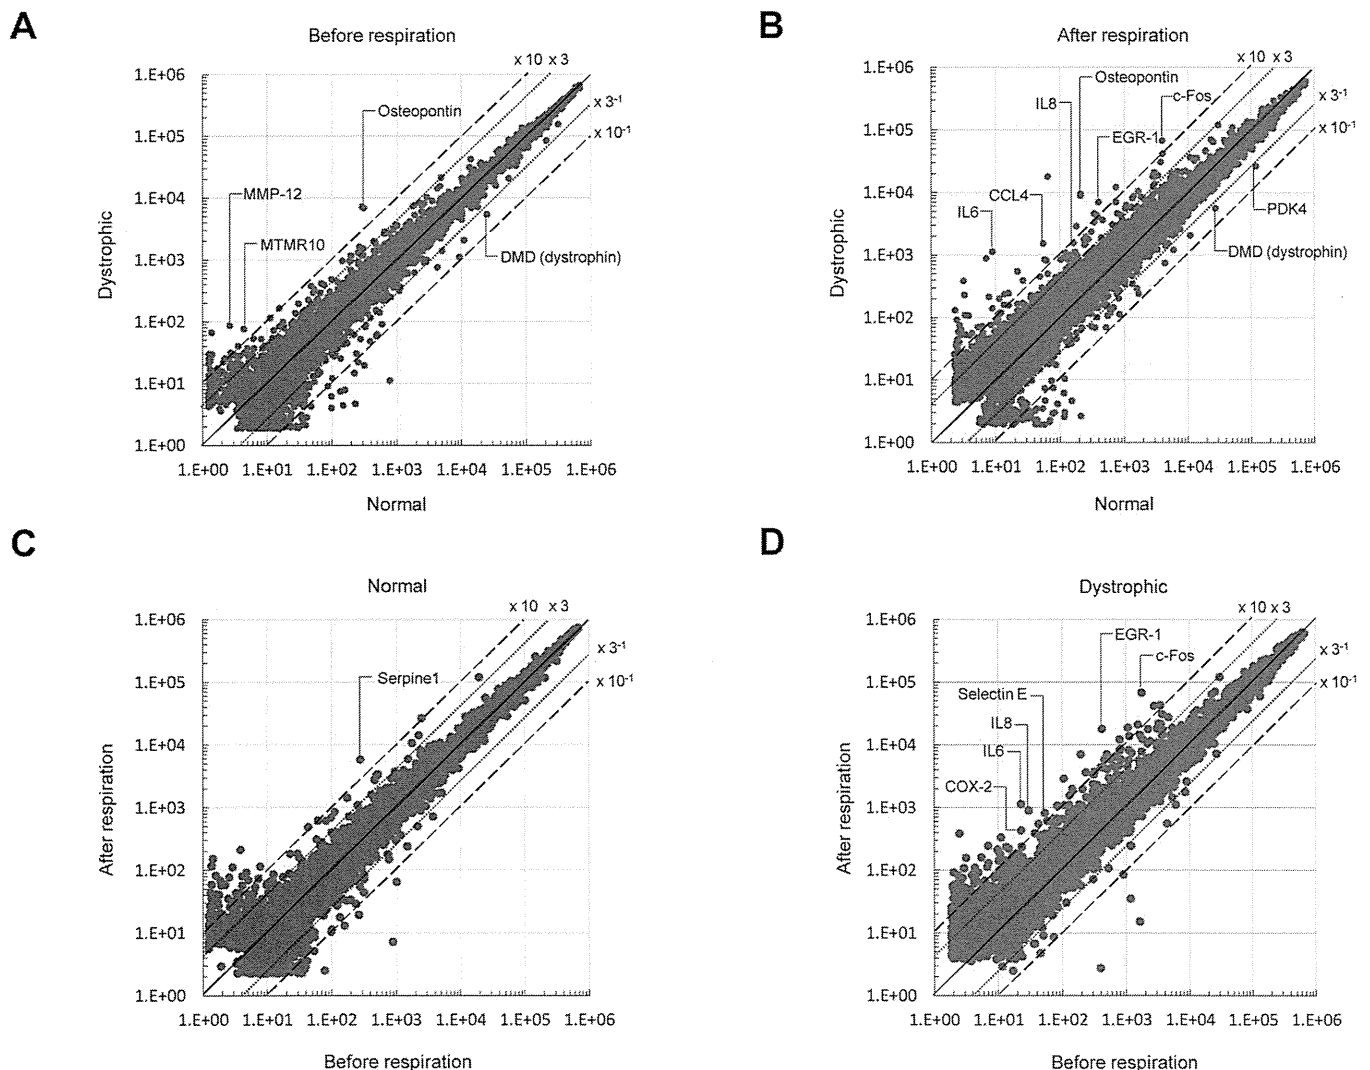 A
Before respiration
x 10 x 3
1.E+06
1.E+05
1.E+04
1.E+03
1.E+02
1.E+01
1.E+00
Dystrophic
Osteopontin
MMP-12
MTMR10
DMD (dystrophin)
x 3-1
x 10-1
1.E+00 1.E+01 1.E+02 1.E+03 1.E+04 1.E+05 1.E+06
Normal
B
After respiration
x 10 x 3
1.E+06
1.E+05
1.E+04
1.E+03
1.E+02
1.E+01
1.E+00
Dystrophic
Osteopontin
IL8
c-Fos
EGR-1
CCL4
IL6
PDK4
DMD (dystrophin)
x 3-1
x 10-1
1.E+00 1.E+01 1.E+02 1.E+03 1.E+04 1.E+05 1.E+06
Normal
C
Normal
x 10 x 3
1.E+06
1.E+05
1.E+04
1.E+03
1.E+02
1.E+01
1.E+00
After respiration
Serpine1
x 3-1
x 10-1
1.E+00 1.E+01 1.E+02 1.E+03 1.E+04 1.E+05 1.E+06
Before respiration
D
Dystrophic
x 10 x 3
1.E+06
1.E+05
1.E+04
1.E+03
1.E+02
1.E+01
1.E+00
After respiration
EGR-1
c-Fos
Selectin E
IL8
IL6
COX-2
x 3-1
x 10-1
1.E+00 1.E+01 1.E+02 1.E+03 1.E+04 1.E+05 1.E+06
Before respiration